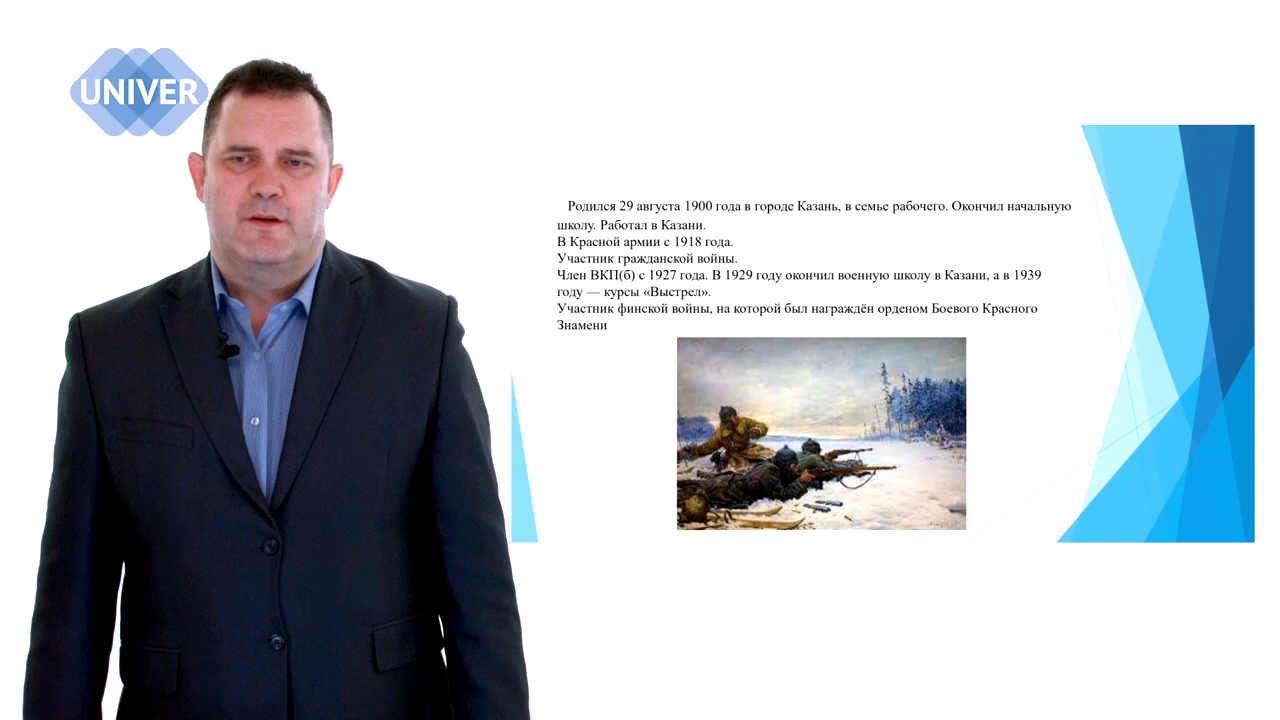 UNIVER
Родился 29 августа 1900 года в городе Казань, в семье рабочего. Окончил начальную
школу. Работал в Казани.
В Красной армии с 1918 года.
Участник гражданской войны.
Член ВКП(б) с 1927 года. В 1929 году окончил военную школу в Казани, а в 1939
году — курсы «Выстрел».
Участник финской войны, на которой был награждён орденом Боевого Красного
Знамени